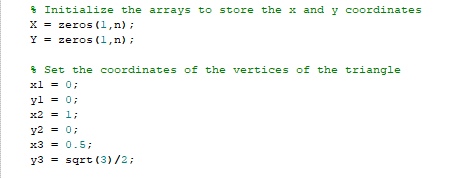 % Initialize the arrays to store the x and y coordinates
X = zeros(1,n);
Y = zeros(1,n);
% Set the coordinates of the vertices of the triangle
x1 = 0;
y1 = 0;
x2 = 1;
y2 = 0;
x3 = 0.5;
y3 = sqrt(3)/2;